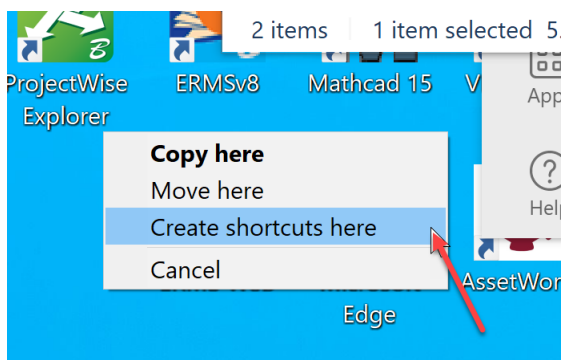 2 items 1 item selected 5.
ProjectWise
Explorer
ERMSv8
Mathcad 15
V
App
Copy here
Move here
Create shortcuts here
Cancel
?
Help
AssetWor
Edge